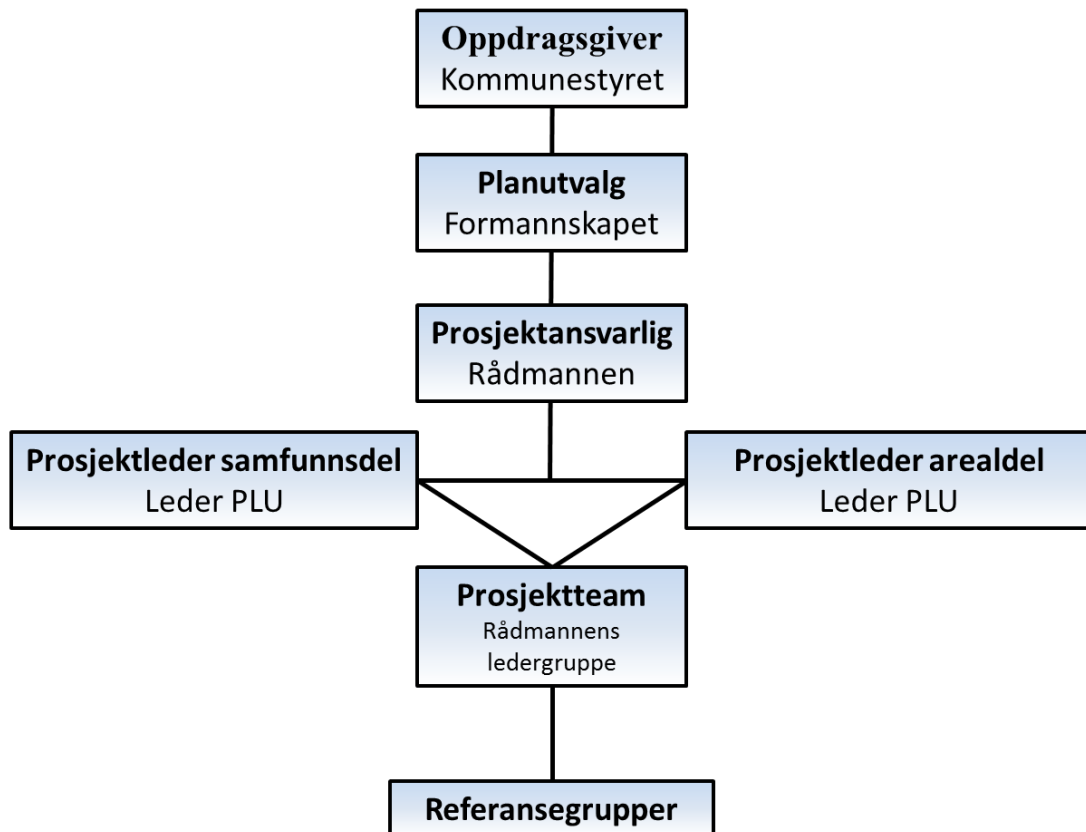 Oppdragsgiver
Kommunestyret
Planutvalg
Formannskapet
Prosjektansvarlig
Rådmannen
Prosjektleder samfunnsdel
Leder PLU
Prosjektleder arealdel
Leder PLU
Prosjektteam
Rådmannens
ledergruppe
Referansegrupper